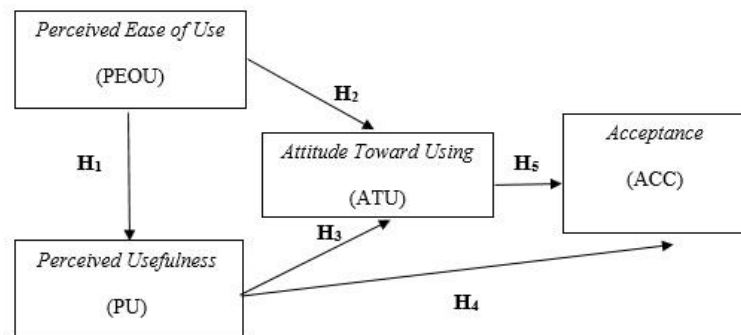 Perceived Ease of Use
(PEOU)
H2
H1
Attitude Toward Using
(ATU)
H5
Acceptance
(ACC)
H3
Perceived Usefulness
(PU)
H4